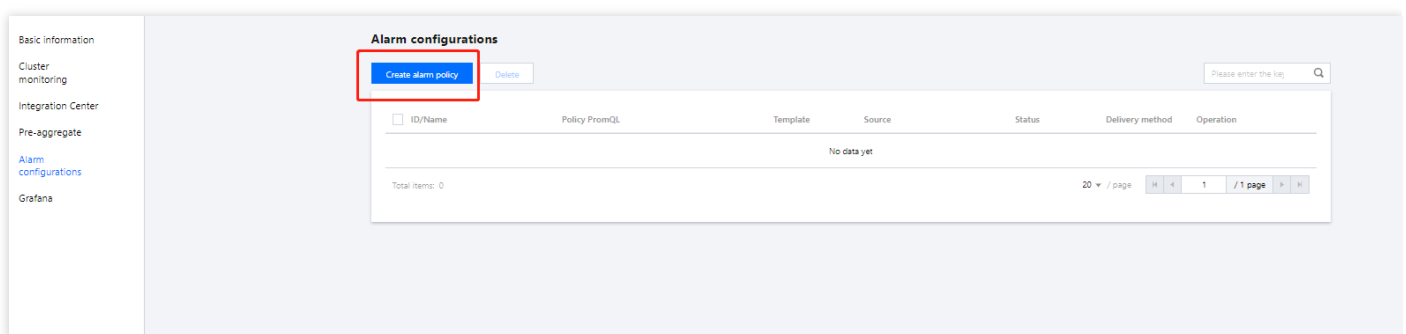 Basic information
Cluster
monitoring
Integration Center
Pre-aggregate
Alarm
configurations
Grafana
Alarm configurations
Create alarm policy Delete Please enter the key
ID/Name Policy PromQL Template Source Status Delivery method Operation
No data yet
Total items: 0 20 / page 1 / 1 page